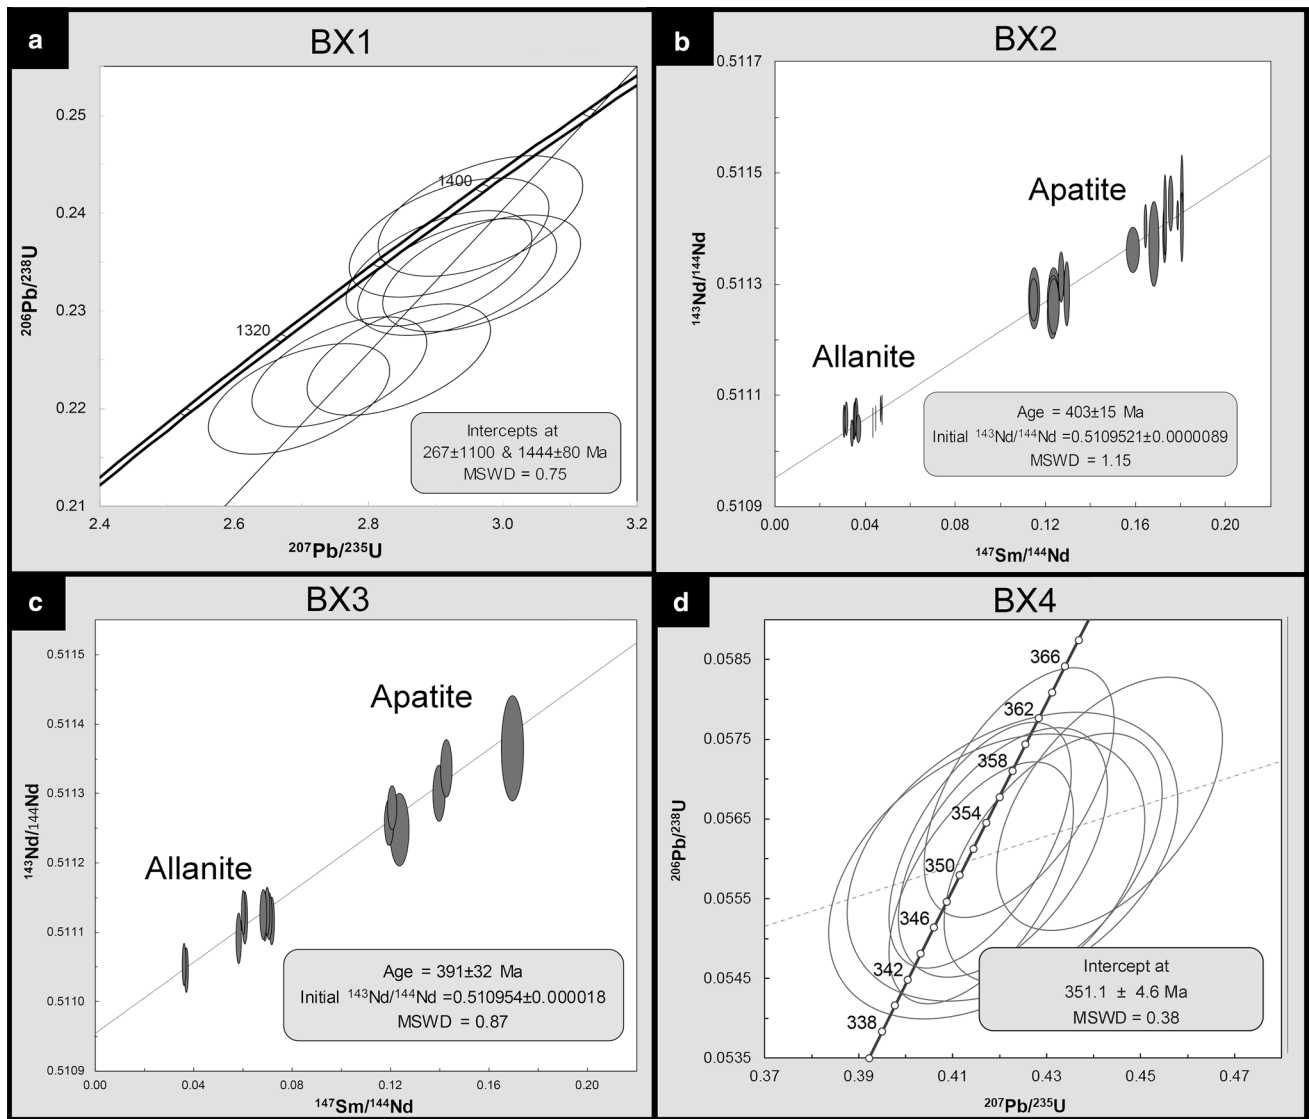 a
BX1
0.25
0.24
0.23
0.22
0.21
206Pb/238U
1400
1320
Intercepts at
267±1100 & 1444±80 Ma
MSWD = 0.75
2.4 2.6 2.8 3.0 3.2
207Pb/235U
b
BX2
0.5117
0.5115
0.5113
0.5111
0.5109
143Nd/144Nd
Apatite
Allanite
Age = 403±15 Ma
Initial 143Nd/144Nd =0.5109521±0.0000089
MSWD = 1.15
0.00 0.04 0.08 0.12 0.16 0.20
147Sm/144Nd
c
BX3
0.5115
0.5114
0.5113
0.5112
0.5111
0.5110
0.5109
143Nd/144Nd
Apatite
Allanite
Age = 391±32 Ma
Initial 143Nd/144Nd =0.510954±0.000018
MSWD = 0.87
0.00 0.04 0.08 0.12 0.16 0.20
147Sm/144Nd
d
BX4
0.0585
0.0575
0.0565
0.0555
0.0545
0.0535
206Pb/238U
366
362
358
354
350
346
342
338
Intercept at
351.1 ± 4.6 Ma
MSWD = 0.38
0.37 0.39 0.41 0.43 0.45 0.47
207Pb/235U